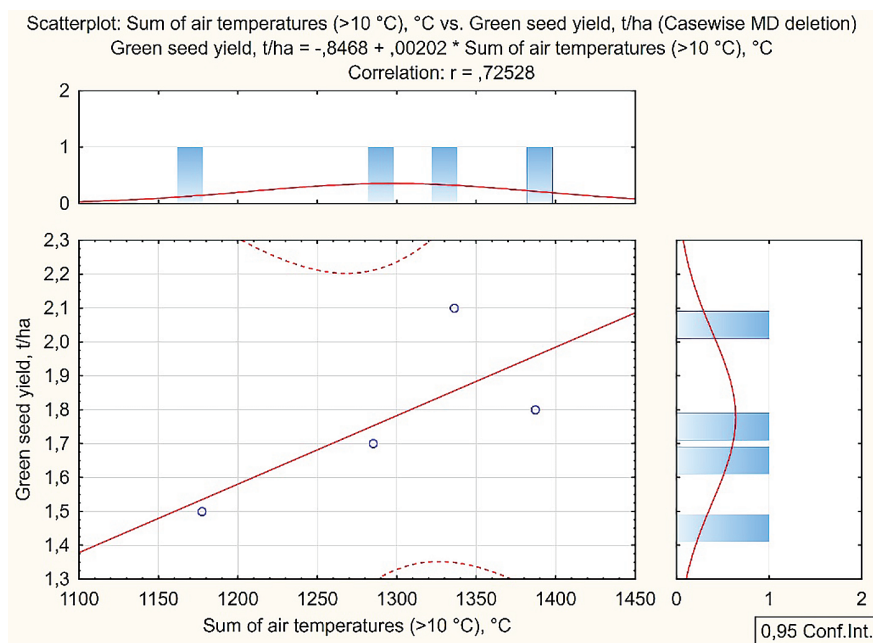 Scatterplot: Sum of air temperatures (>10 °C), °C vs. Green seed yield, t/ha (Casewise MD deletion)
Green seed yield, t/ha = -,8468 + ,00202 * Sum of air temperatures (>10 °C), °C
Correlation: r = ,72528
2
1
0
2,3
2,2
2,1
2,0
1,9
1,8
1,7
1,6
1,5
1,4
1,3
Green seed yield, t/ha
1100 1150 1200 1250 1300 1350 1400 1450
Sum of air temperatures (>10 °C), °C
0 1 2
0,95 Conf.Int.